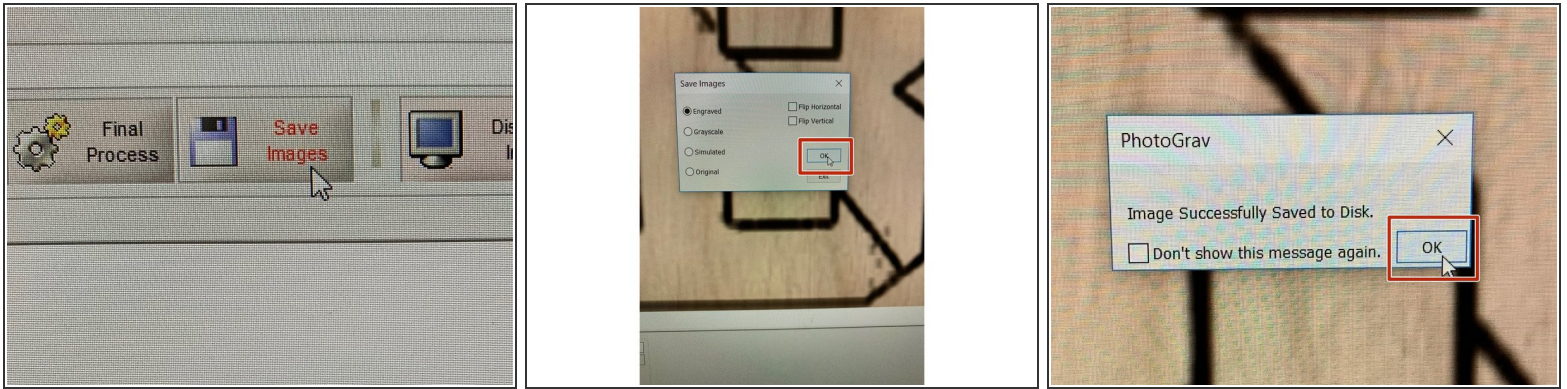 Final
Process
Save
Images
Save Images
Engraved
Grayscale
Simulated
Original
Flip Horizontal
Flip Vertical
OK
Exit
PhotoGrav
Image Successfully Saved to Disk.
Don't show this message again.
OK